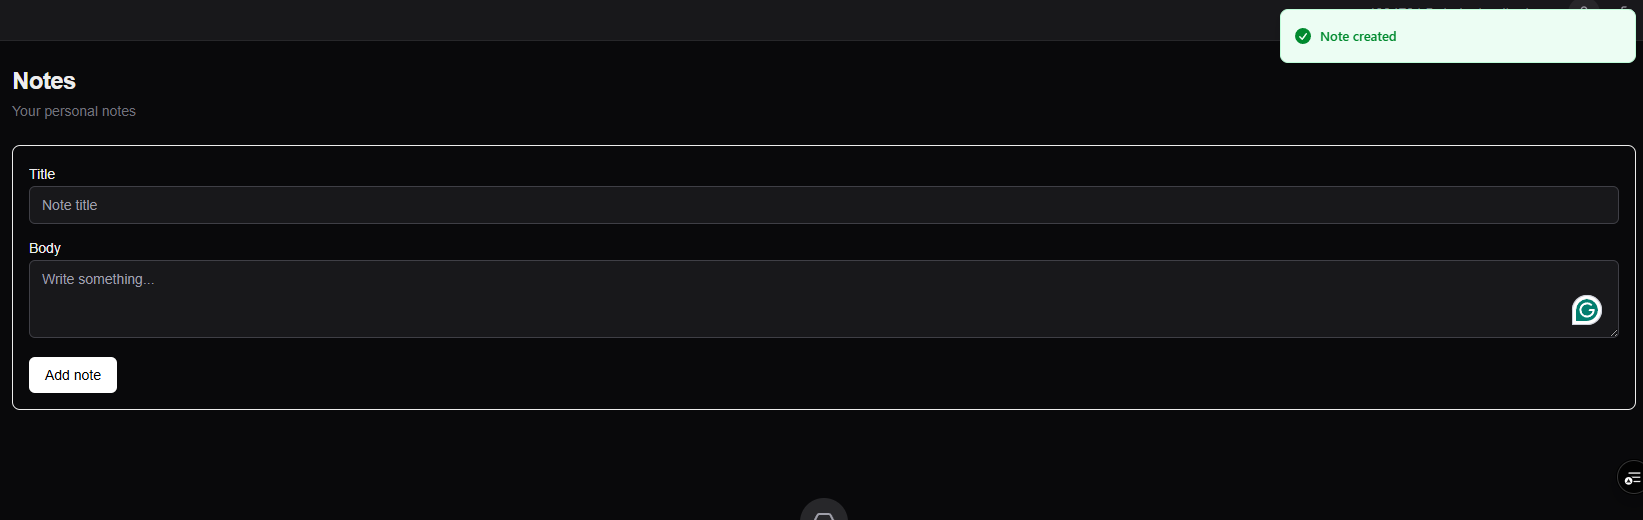 Note created
Notes
Your personal notes
Title
Note title
Body
Write something...
Add note